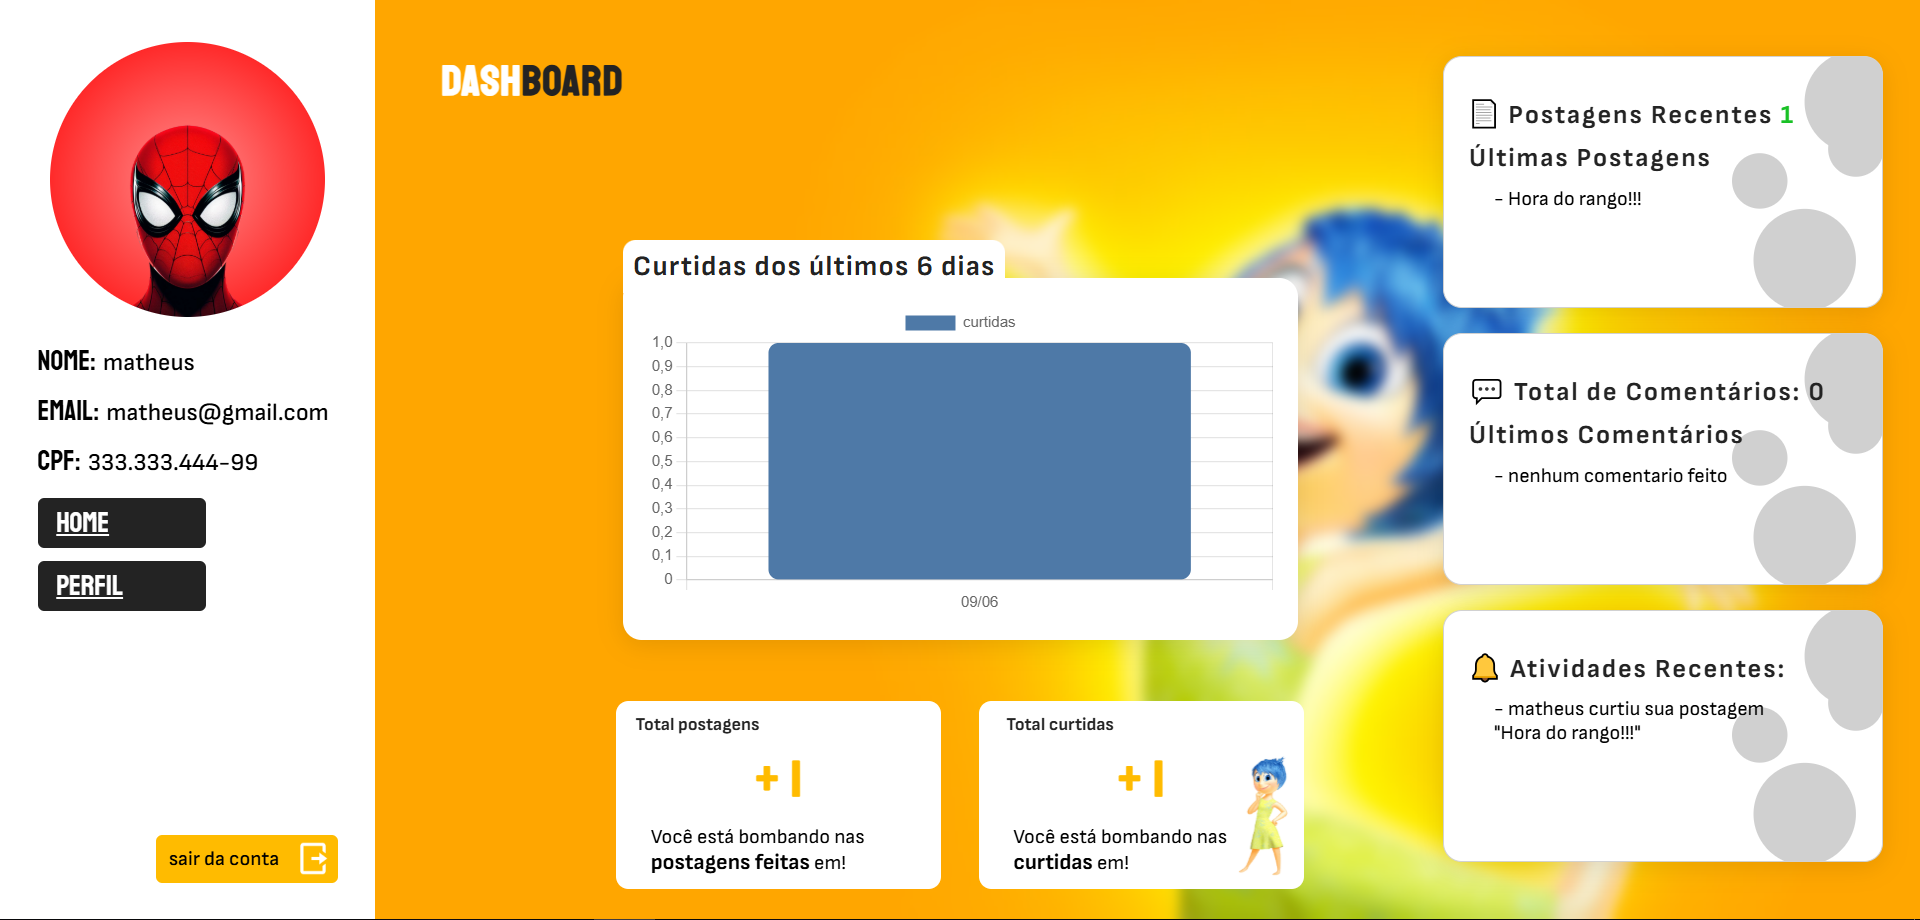 NOME: matheus
EMAIL: matheus@gmail.com
CPF: 333.333.444-99
HOME
PERFIL
sair da conta
DASHBOARD
Curtidas dos últimos 6 dias
curtidas
1,0
0,9
0,8
0,7
0,6
0,5
0,4
0,3
0,2
0,1
0
09/06
Total postagens
+1
Você está bombando nas
postagens feitas em!
Total curtidas
+1
Você está bombando nas
curtidas em!
Postagens Recentes 1
Últimas Postagens
- Hora do rango!!!
Total de Comentários: 0
Últimos Comentários
- nenhum comentario feito
Atividades Recentes:
- matheus curtiu sua postagem
"Hora do rango!!!"